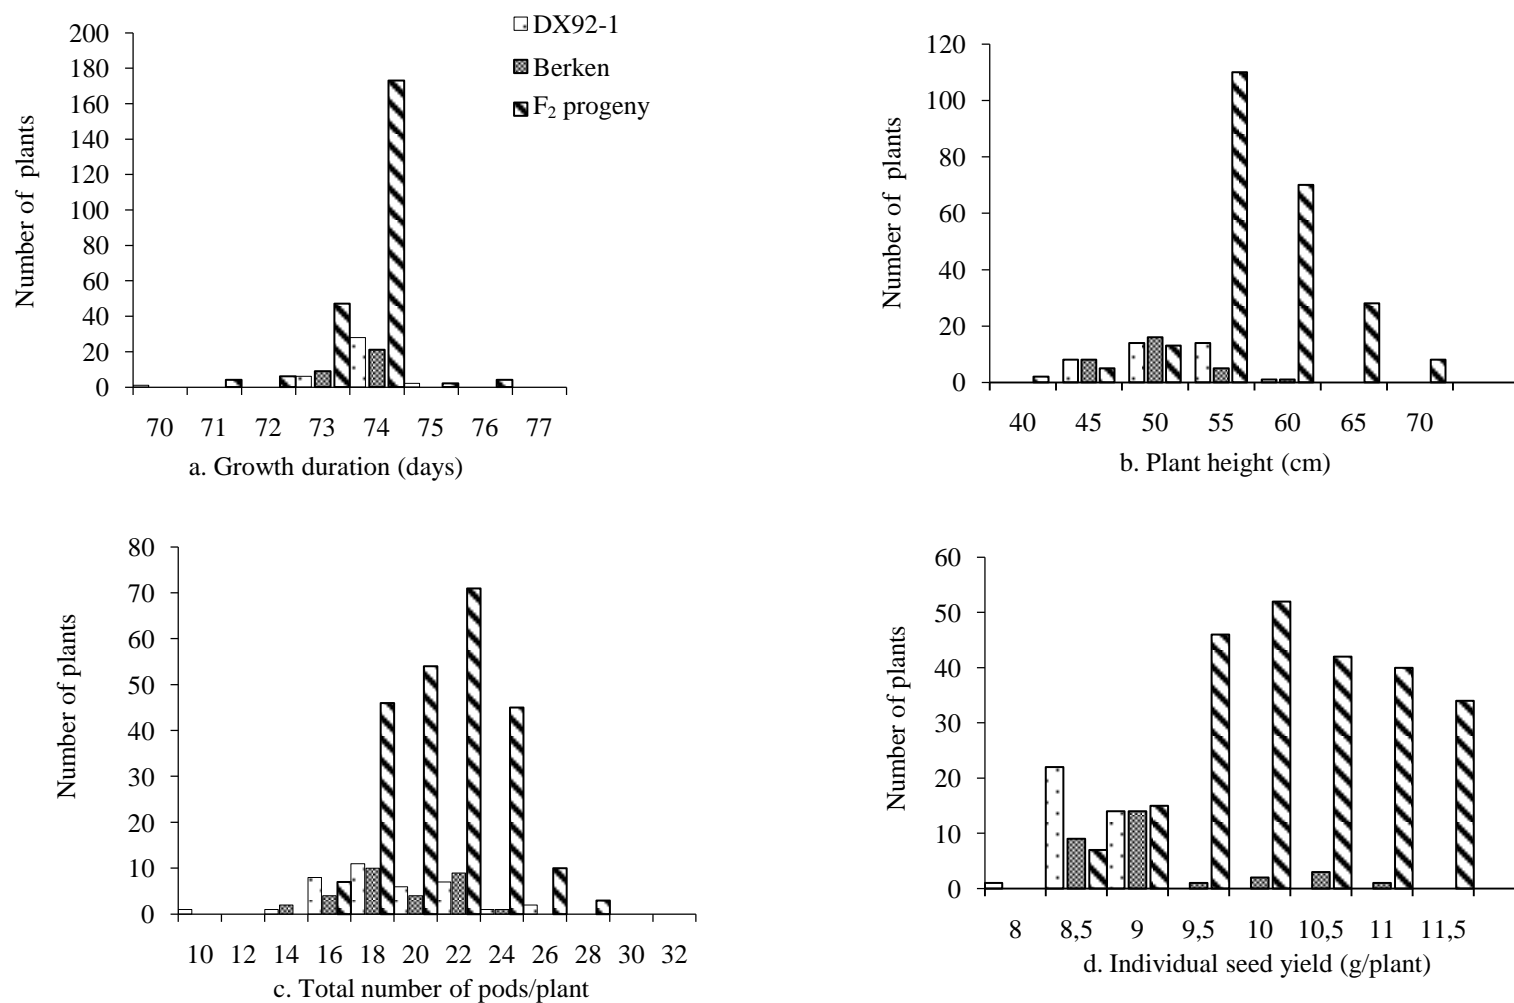 DX92-1
Berken
F₂ progeny
Number of plants
200
180
160
140
120
100
80
60
40
20
0
70 71 72 73 74 75 76 77
a. Growth duration (days)
Number of plants
120
100
80
60
40
20
0
40 45 50 55 60 65 70
b. Plant height (cm)
Number of plants
80
70
60
50
40
30
20
10
0
10 12 14 16 18 20 22 24 26 28 30 32
c. Total number of pods/plant
Number of plants
60
50
40
30
20
10
0
8 8,5 9 9,5 10 10,5 11 11,5
d. Individual seed yield (g/plant)